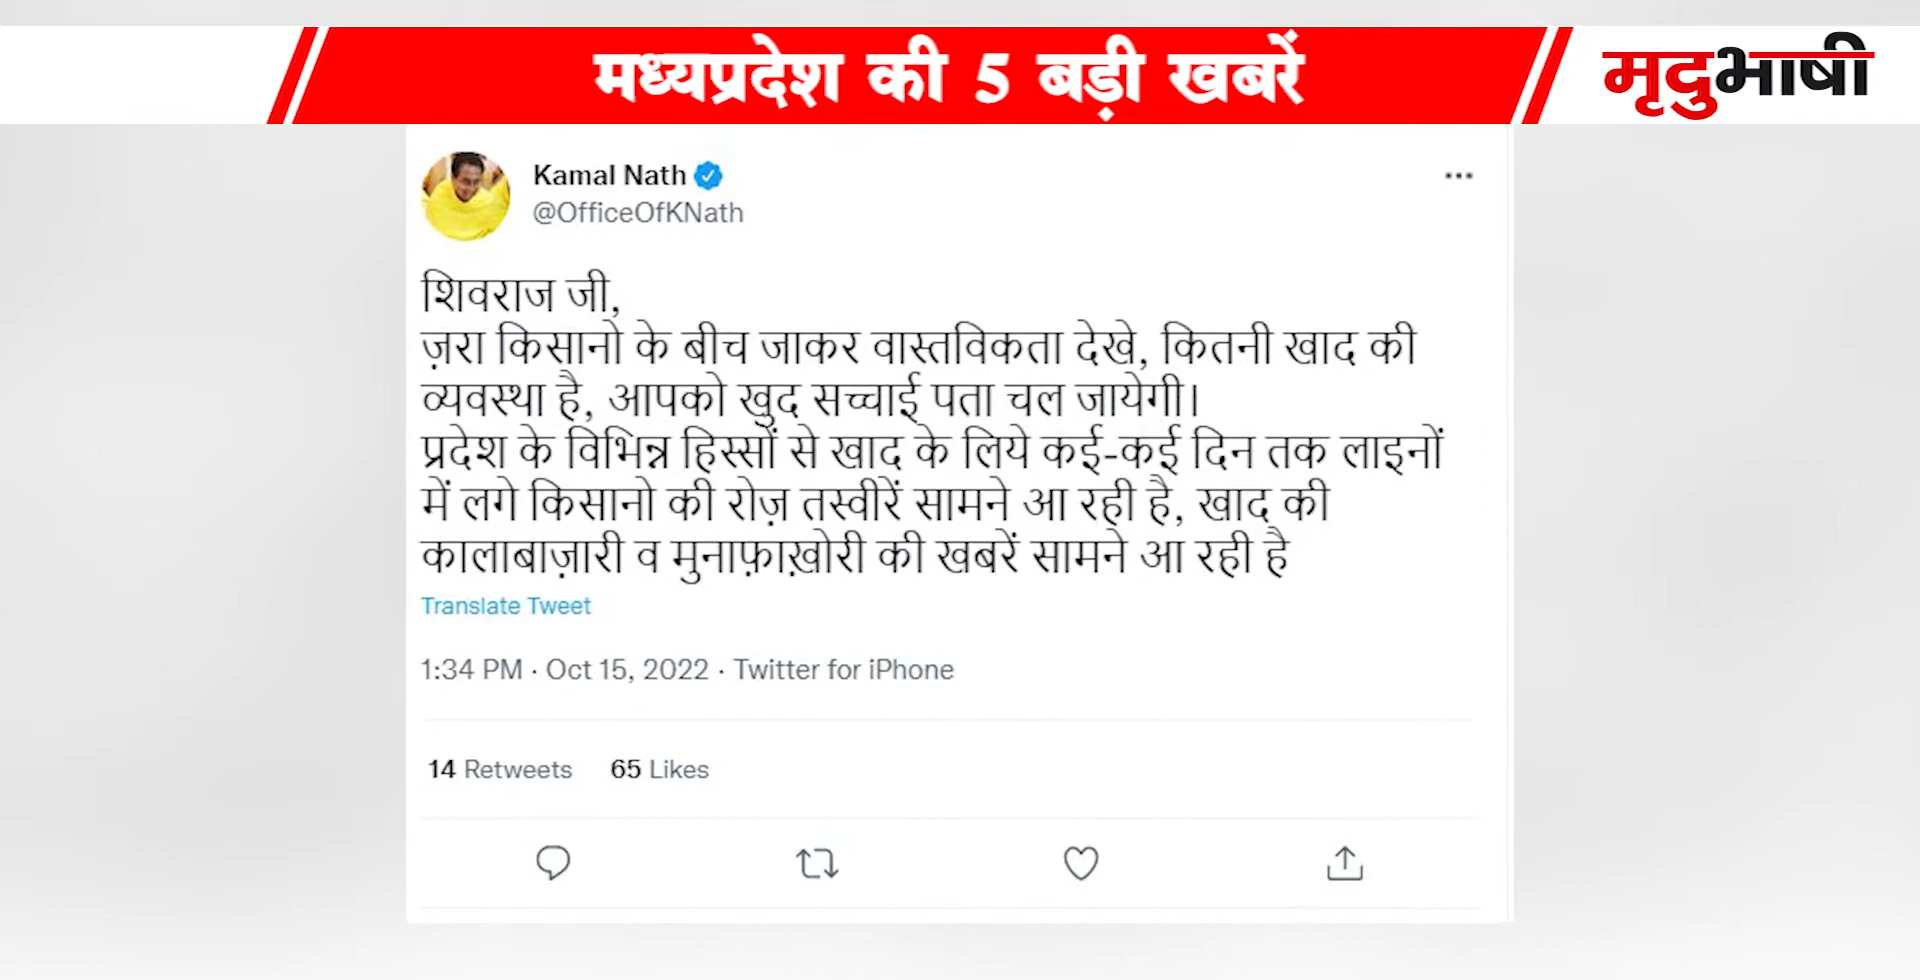 मध्यप्रदेश की 5 बड़ी खबरें
मृदुभाषी
Kamal Nath
@OfficeOfKNath
शिवराज जी,
ज़रा किसानो के बीच जाकर वास्तविकता देखे, कितनी खाद की
व्यवस्था है, आपको खुद सच्चाई पता चल जायेगी।
प्रदेश के विभिन्न हिस्सों से खाद के लिये कई-कई दिन तक लाइनों
में लगे किसानो की रोज़ तस्वीरें सामने आ रही है, खाद की
कालाबाज़ारी व मुनाफ़ाख़ोरी की खबरें सामने आ रही है
Translate Tweet
1:34 PM · Oct 15, 2022 · Twitter for iPhone
14 Retweets 65 Likes